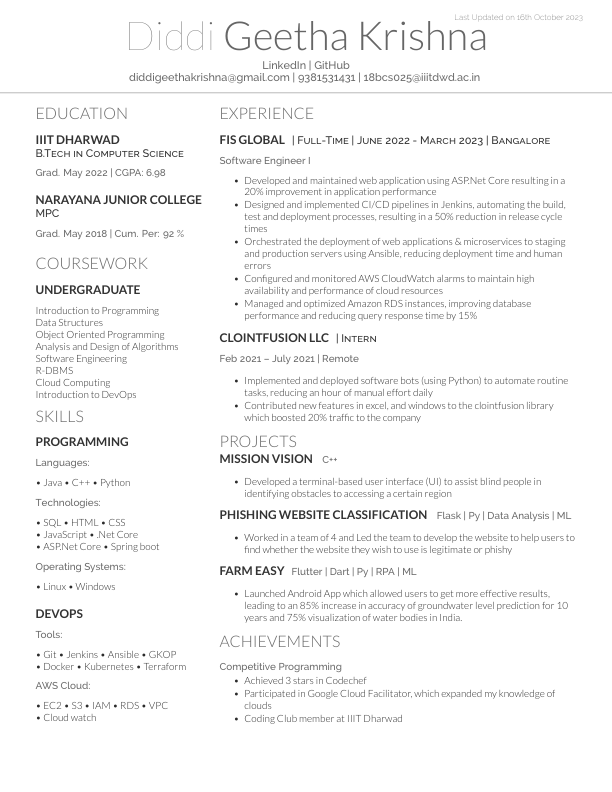 Last Updated on 16th October 2023
Diddi Geetha Krishna
LinkedIn | GitHub
diddigeethakrishna@gmail.com | 9381531431 | 18bcs025@iiitdwd.ac.in
EDUCATION
IIIT DHARWAD
B.Tech in Computer Science
Grad. May 2022 | CGPA: 6.98
NARAYANA JUNIOR COLLEGE
MPC
Grad. May 2018 | Cum. Per: 92 %
COURSEWORK
UNDERGRADUATE
Introduction to Programming
Data Structures
Object Oriented Programming
Analysis and Design of Algorithms
Software Engineering
R-DBMS
Cloud Computing
Introduction to DevOps
SKILLS
PROGRAMMING
Languages:
• Java • C++ • Python
Technologies:
• SQL • HTML • CSS
• JavaScript • .Net Core
• ASP.Net Core • Spring boot
Operating Systems:
• Linux • Windows
DEVOPS
Tools:
• Git • Jenkins • Ansible • GKOP
• Docker • Kubernetes • Terraform
AWS Cloud:
• EC2 • S3 • IAM • RDS • VPC
• Cloud watch
EXPERIENCE
FIS GLOBAL | Full-Time | June 2022 - March 2023 | Bangalore
Software Engineer I
• Developed and maintained web application using ASP.Net Core resulting in a
20% improvement in application performance
• Designed and implemented CI/CD pipelines in Jenkins, automating the build,
test and deployment processes, resulting in a 50% reduction in release cycle
times
• Orchestrated the deployment of web applications & microservices to staging
and production servers using Ansible, reducing deployment time and human
errors
• Configured and monitored AWS CloudWatch alarms to maintain high
availability and performance of cloud resources
• Managed and optimized Amazon RDS instances, improving database
performance and reducing query response time by 15%
CLOINTFUSION LLC | Intern
Feb 2021 – July 2021 | Remote
• Implemented and deployed software bots (using Python) to automate routine
tasks, reducing an hour of manual effort daily
• Contributed new features in excel, and windows to the clointfusion library
which boosted 20% traffic to the company
PROJECTS
MISSION VISION C++
• Developed a terminal-based user interface (UI) to assist blind people in
identifying obstacles to accessing a certain region
PHISHING WEBSITE CLASSIFICATION Flask | Py | Data Analysis | ML
• Worked in a team of 4 and Led the team to develop the website to help users to
find whether the website they wish to use is legitimate or phishy
FARM EASY Flutter | Dart | Py | RPA | ML
• Launched Android App which allowed users to get more effective results,
leading to an 85% increase in accuracy of groundwater level prediction for 10
years and 75% visualization of water bodies in India.
ACHIEVEMENTS
Competitive Programming
• Achieved 3 stars in Codechef
• Participated in Google Cloud Facilitator, which expanded my knowledge of
clouds
• Coding Club member at IIIT Dharwad